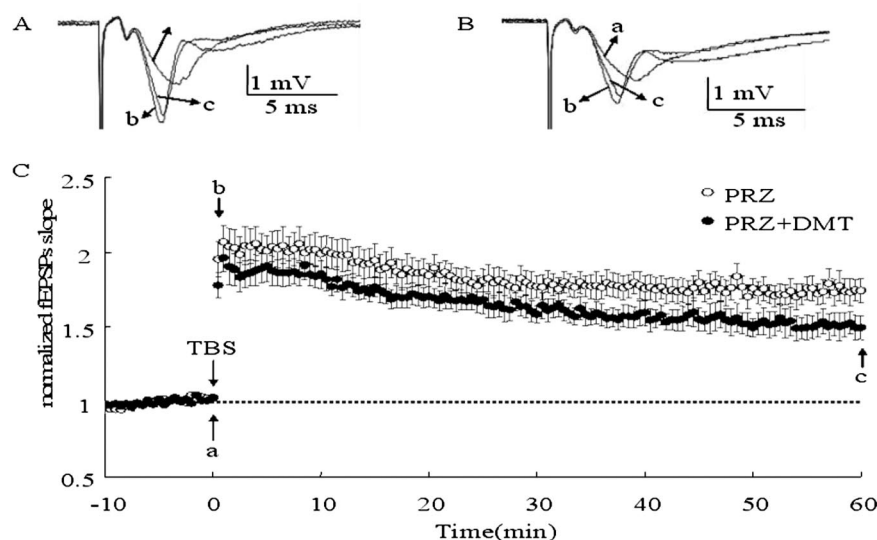 A
b
c
1 mV
5 ms
B
a
b
c
1 mV
5 ms
C
normalized fEPSPs slope
2.5
2
1.5
1
0.5
b
PRZ
PRZ+DMT
TBS
a
c
-10 0 10 20 30 40 50 60
Time(min)